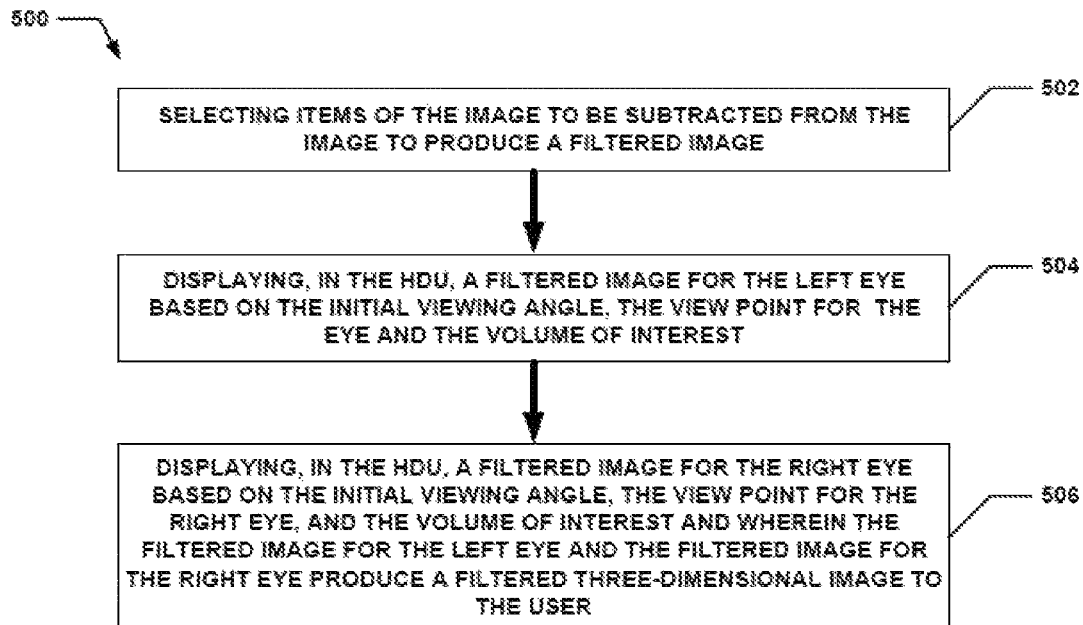 500
502
SELECTING ITEMS OF THE IMAGE TO BE SUBTRACTED FROM THE
IMAGE TO PRODUCE A FILTERED IMAGE
504
DISPLAYING, IN THE HDU, A FILTERED IMAGE FOR THE LEFT EYE
BASED ON THE INITIAL VIEWING ANGLE, THE VIEW POINT FOR THE
EYE AND THE VOLUME OF INTEREST
DISPLAYING, IN THE HDU, A FILTERED IMAGE FOR THE RIGHT EYE
BASED ON THE INITIAL VIEWING ANGLE, THE VIEW POINT FOR THE
RIGHT EYE, AND THE VOLUME OF INTEREST AND WHEREIN THE
506
FILTERED IMAGE FOR THE LEFT EYE AND THE FILTERED IMAGE FOR
THE RIGHT EYE PRODUCE A FILTERED THREE-DIMENSIONAL IMAGE TO
THE USER